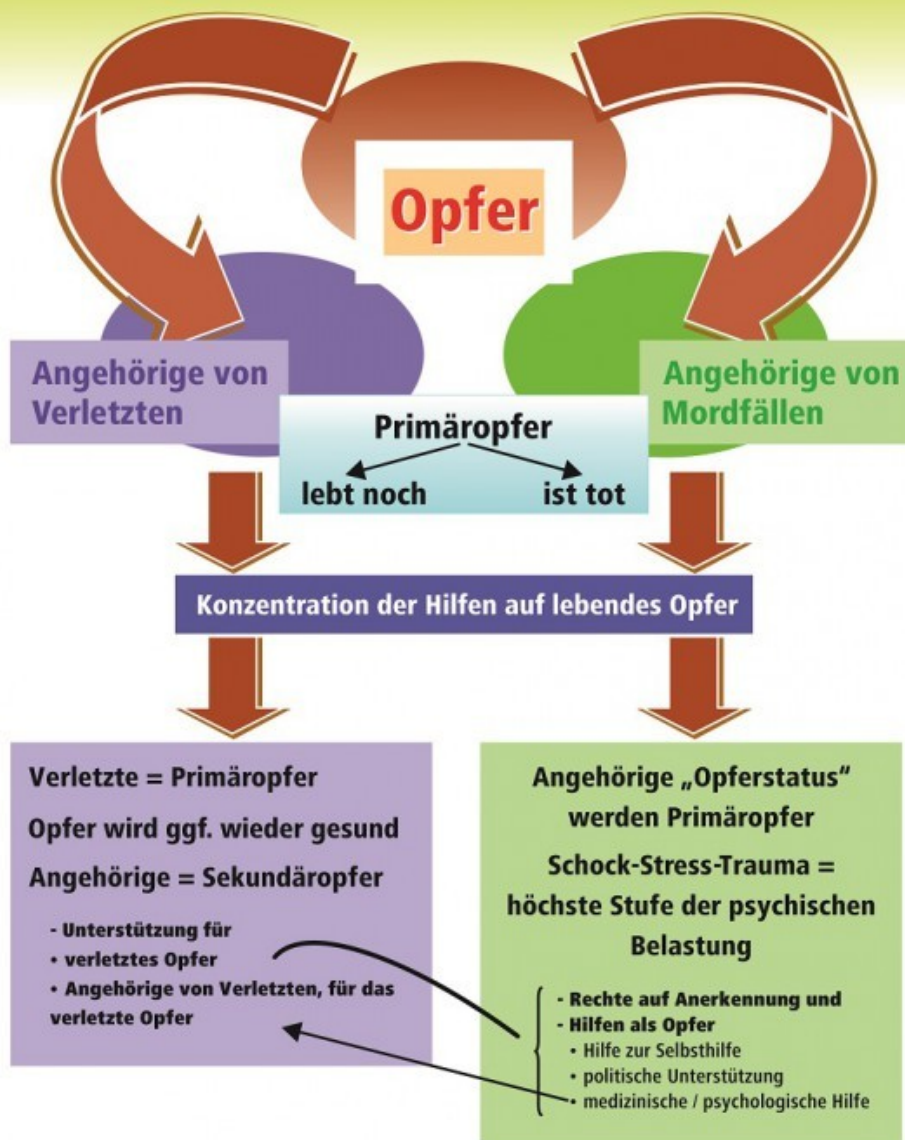 Opfer
Angehörige von
Verletzten
Angehörige von
Mordfällen
Primäropfer
lebt noch
ist tot
Konzentration der Hilfen auf lebendes Opfer
Verletzte = Primäropfer
Opfer wird ggf. wieder gesund
Angehörige = Sekundäropfer
- Unterstützung für
• verletztes Opfer
• Angehörige von Verletzten, für das
verletzte Opfer
Angehörige „Opferstatus“
werden Primäropfer
Schock-Stress-Trauma =
höchste Stufe der psychischen
Belastung
- Rechte auf Anerkennung und
- Hilfen als Opfer
• Hilfe zur Selbsthilfe
• politische Unterstützung
• medizinische / psychologische Hilfe